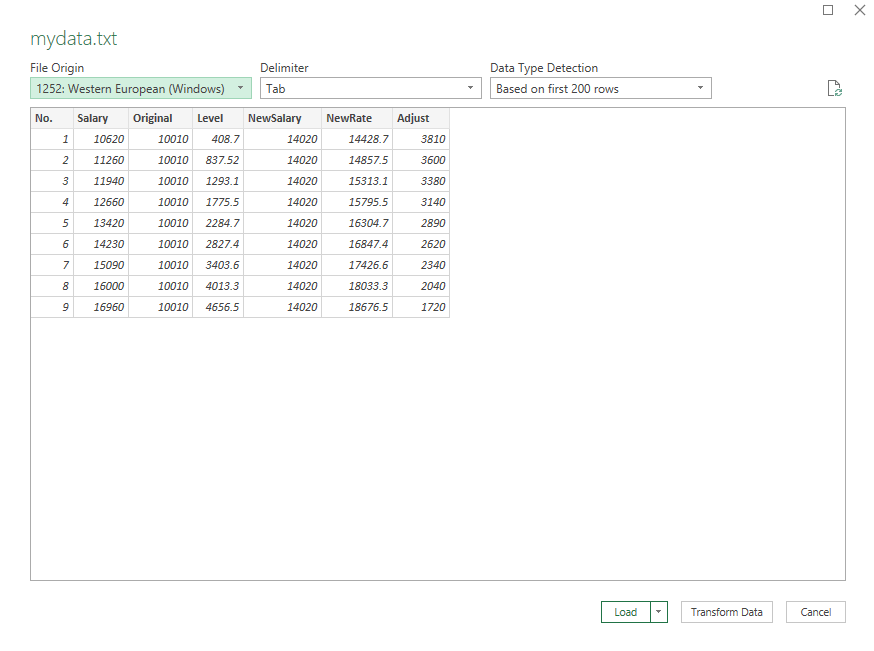 mydata.txt
File Origin Delimiter Data Type Detection
1252: Western European (Windows) Tab Based on first 200 rows
No. Salary Original Level NewSalary NewRate Adjust
1 10620 10010 408.7 14020 14428.7 3810
2 11260 10010 837.52 14020 14857.5 3600
3 11940 10010 1293.1 14020 15313.1 3380
4 12660 10010 1775.5 14020 15795.5 3140
5 13420 10010 2284.7 14020 16304.7 2890
6 14230 10010 2827.4 14020 16847.4 2620
7 15090 10010 3403.6 14020 17426.6 2340
8 16000 10010 4013.3 14020 18033.3 2040
9 16960 10010 4656.5 14020 18676.5 1720
Load Transform Data Cancel